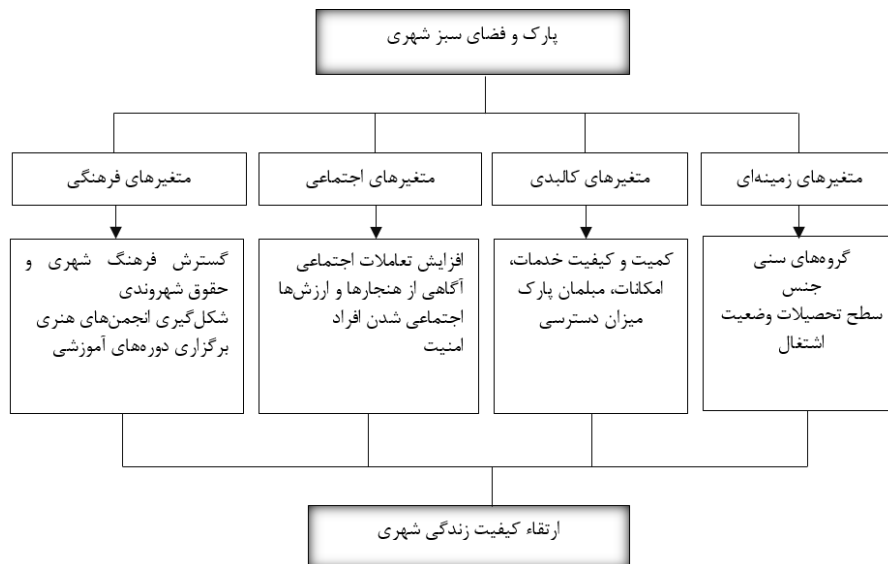 پارک و فضای سبز شهری
متغیرهای زمینه‌ای
متغیرهای کالبدی
متغیرهای اجتماعی
متغیرهای فرهنگی
گروه‌های سنی
جنس
سطح تحصیلات وضعیت
اشتغال
کمیت و کیفیت خدمات،
امکانات، مبلمان پارک
میزان دسترسی
افزایش تعاملات اجتماعی
آگاهی از هنجارها و ارزش‌ها
اجتماعی شدن افراد
امنیت
گسترش فرهنگ شهری و
حقوق شهروندی
شکل‌گیری انجمن‌های هنری
برگزاری دوره‌های آموزشی
ارتقاء کیفیت زندگی شهری